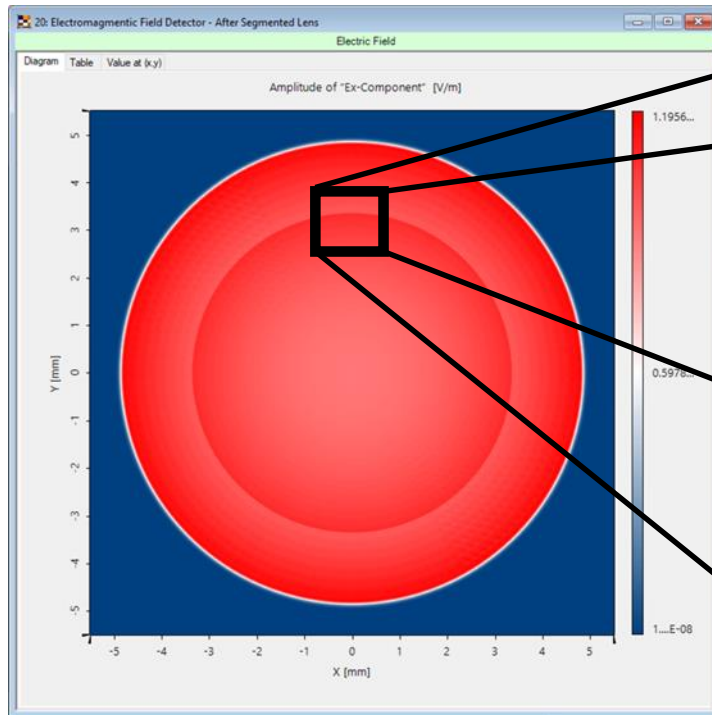 20: Electromagmentic Field Detector - After Segmented Lens
Electric Field
Diagram Table Value at (x,y)
Amplitude of "Ex-Component" [V/m]
1.1956...
0.5978...
1....E-08
Y [mm]
5
4
3
2
1
0
-1
-2
-3
-4
-5
-5 -4 -3 -2 -1 0 1 2 3 4 5
X [mm]